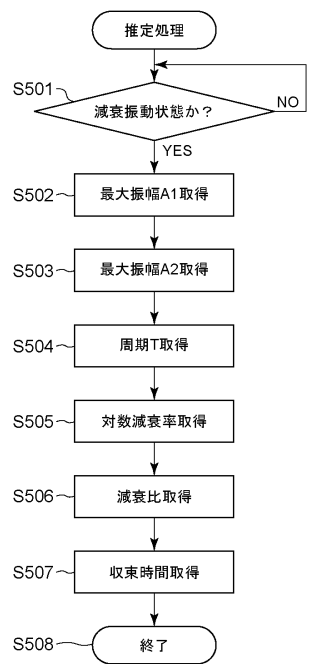 推定処理
S501
減衰振動状態か？
NO
YES
S502
最大振幅A1取得
S503
最大振幅A2取得
S504
周期T取得
S505
対数減衰率取得
S506
減衰比取得
S507
収束時間取得
S508
終了